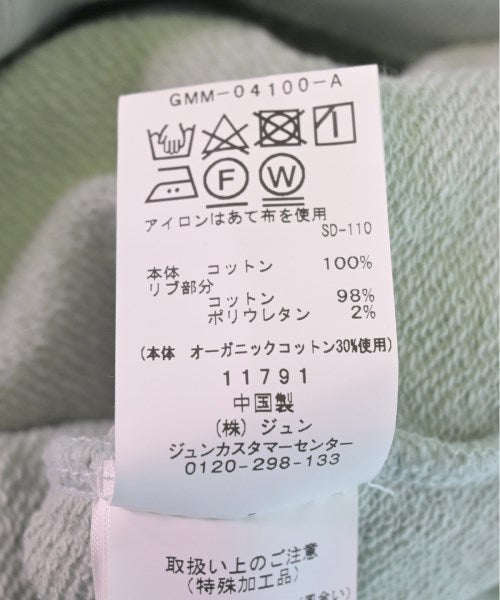 GMM-04100-A
F W
アイロンはあて布を使用
SD-110
本体 コットン 100%
リブ部分
コットン 98%
ポリウレタン 2%
(本体 オーガニックコットン30%使用)
11791
中国製
(株) ジュン
ジュンカスタマーセンター
0120-298-133
取扱い上のご注意
(特殊加工品)